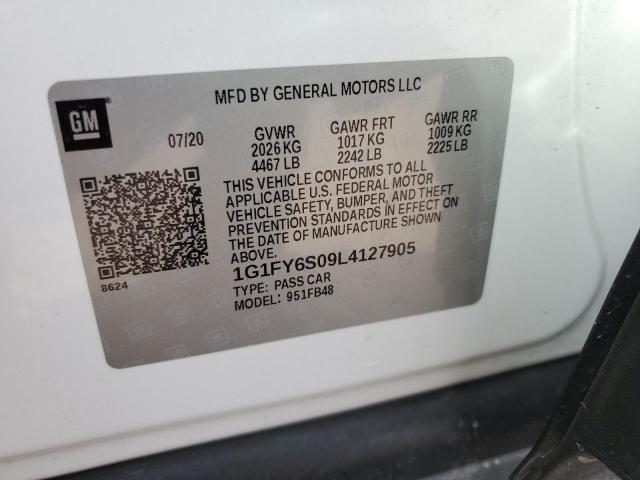 MFD BY GENERAL MOTORS LLC
GM
07/20 GVWR GAWR FRT GAWR RR
2026 KG 1017 KG 1009 KG
4467 LB 2242 LB 2225 LB
THIS VEHICLE CONFORMS TO ALL
APPLICABLE U.S. FEDERAL MOTOR
VEHICLE SAFETY, BUMPER, AND THEFT
PREVENTION STANDARDS IN EFFECT ON
THE DATE OF MANUFACTURE SHOWN
ABOVE.
1G1FY6S09L4127905
TYPE: PASS CAR
MODEL: 951FB48
8624